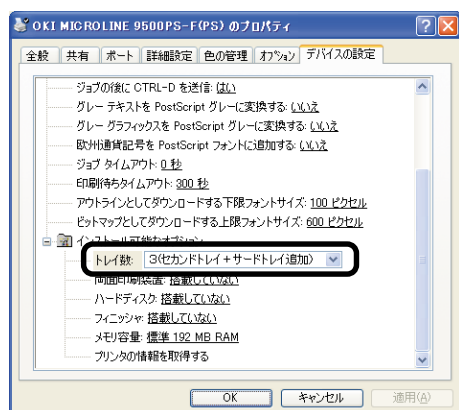 OKI MICROLINE 9500PS-F(PS) のプロパティ
全般 共有 ポート 詳細設定 色の管理 オプション デバイスの設定
ジョブの後に CTRL-D を送信: はい
グレー テキストを PostScript グレーに変換する: いいえ
グレー グラフィックスを PostScript グレーに変換する: いいえ
欧州通貨記号を PostScript フォントに追加する: いいえ
ジョブ タイムアウト: 0 秒
印刷待ちタイムアウト: 300 秒
アウトラインとしてダウンロードする下限フォントサイズ: 100 ピクセル
ビットマップとしてダウンロードする上限フォントサイズ: 600 ピクセル
インストール可能なオプション
トレイ数: 3(セカンドトレイ+サードトレイ追加)
両面印刷装置: 搭載していない
ハードディスク: 搭載していない
フィニッシャ: 搭載していない
メモリ容量: 標準 192 MB RAM
プリンタの情報を取得する
OK キャンセル 適用(A)